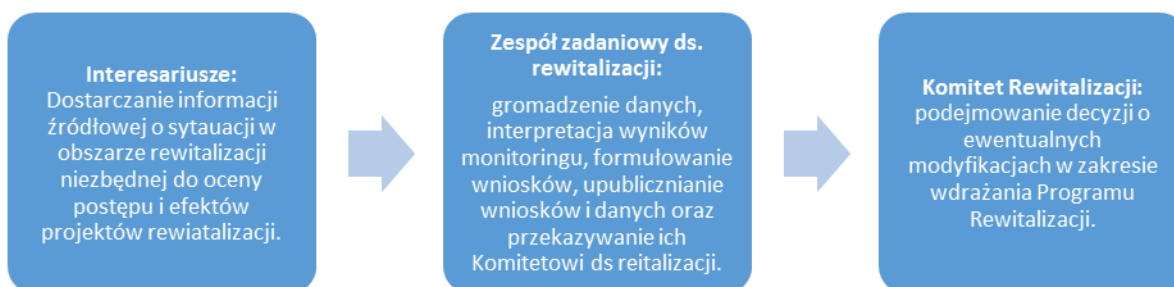 Interesariusze:
Dostarczanie informacji
źródłowej o sytauacji w
obszarze rewitalizacji
niezbędnej do oceny
postępu i efektów
projektów rewiatalizacji.
Zespół zadaniowy ds.
rewitalizacji:
gromadzenie danych,
interpretacja wyników
monitoringu, formułowanie
wniosków, upublicznianie
wniosków i danych oraz
przekazywanie ich
Komitetowi ds reitalizacji.
Komitet Rewitalizacji:
podejmowanie decyzji o
ewentualnych
modyfikacjach w zakresie
wdrażania Programu
Rewitalizacji.